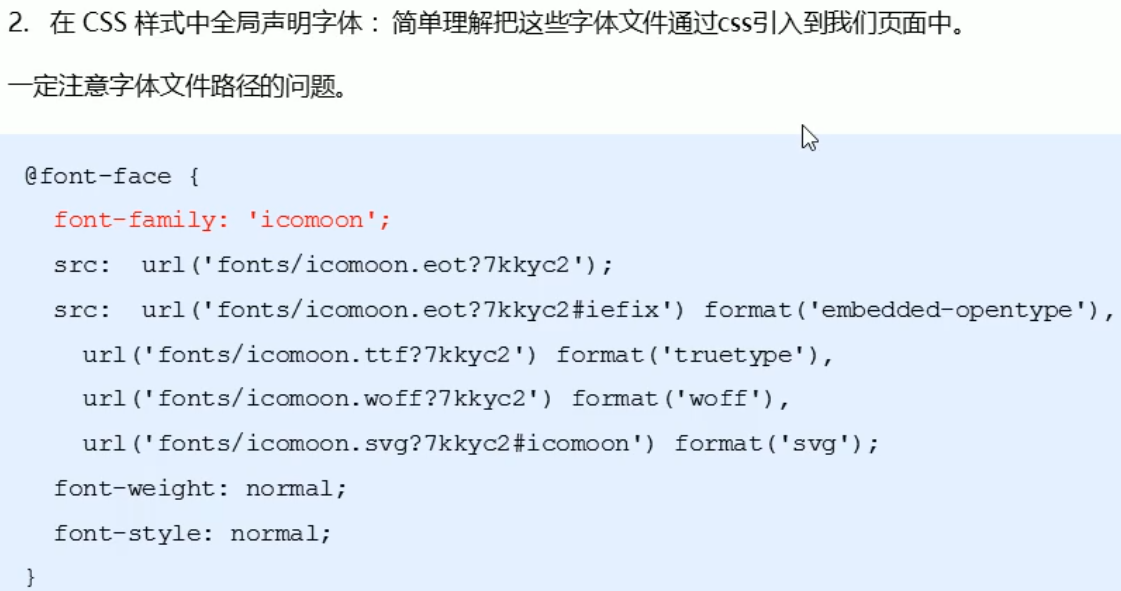 2. 在 CSS 样式中全局声明字体： 简单理解把这些字体文件通过css引入到我们页面中。
一定注意字体文件路径的问题。
@font-face {
font-family: 'icomoon';
src: url('fonts/icomoon.eot?7kkyc2');
src: url('fonts/icomoon.eot?7kkyc2#iefix') format('embedded-opentype'),
url('fonts/icomoon.ttf?7kkyc2') format('truetype'),
url('fonts/icomoon.woff?7kkyc2') format('woff'),
url('fonts/icomoon.svg?7kkyc2#icomoon') format('svg');
font-weight: normal;
font-style: normal;
}